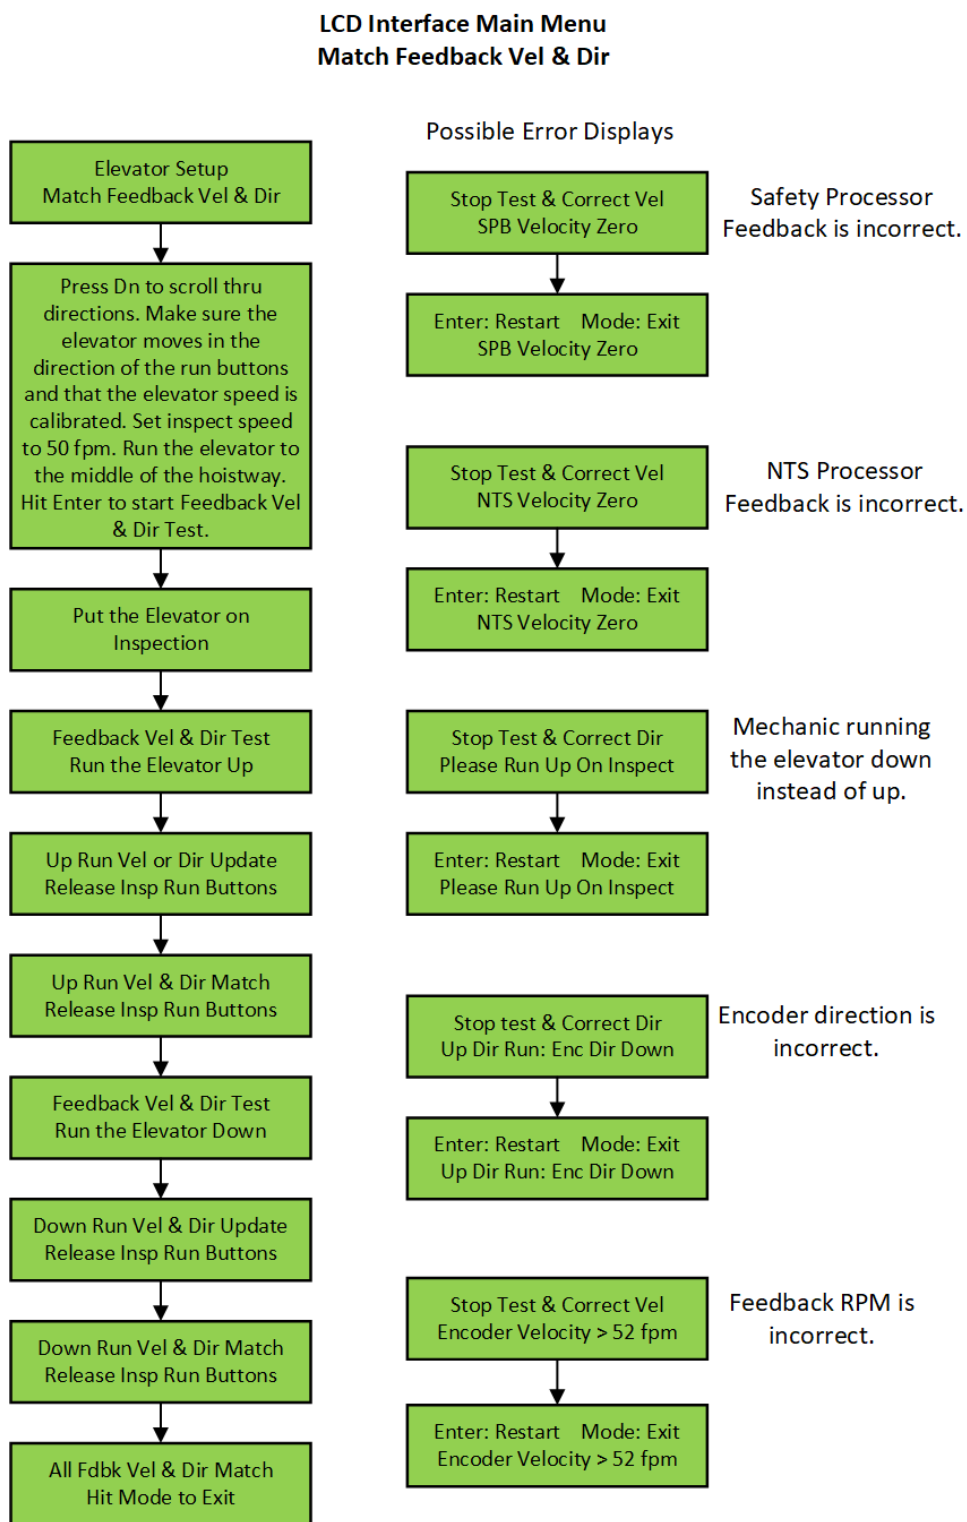 LCD Interface Main Menu
Match Feedback Vel & Dir
Elevator Setup
Match Feedback Vel & Dir
Press Dn to scroll thru
directions. Make sure the
elevator moves in the
direction of the run buttons
and that the elevator speed is
calibrated. Set inspect speed
to 50 fpm. Run the elevator to
the middle of the hoistway.
Hit Enter to start Feedback Vel
& Dir Test.
Put the Elevator on
Inspection
Feedback Vel & Dir Test
Run the Elevator Up
Up Run Vel or Dir Update
Release Insp Run Buttons
Up Run Vel & Dir Match
Release Insp Run Buttons
Feedback Vel & Dir Test
Run the Elevator Down
Down Run Vel & Dir Update
Release Insp Run Buttons
Down Run Vel & Dir Match
Release Insp Run Buttons
All Fdbk Vel & Dir Match
Hit Mode to Exit
Possible Error Displays
Stop Test & Correct Vel
SPB Velocity Zero
Safety Processor
Feedback is incorrect.
Enter: Restart Mode: Exit
SPB Velocity Zero
Stop Test & Correct Vel
NTS Velocity Zero
NTS Processor
Feedback is incorrect.
Enter: Restart Mode: Exit
NTS Velocity Zero
Stop Test & Correct Dir
Please Run Up On Inspect
Mechanic running
the elevator down
instead of up.
Enter: Restart Mode: Exit
Please Run Up On Inspect
Stop test & Correct Dir
Up Dir Run: Enc Dir Down
Encoder direction is
incorrect.
Enter: Restart Mode: Exit
Up Dir Run: Enc Dir Down
Stop Test & Correct Vel
Encoder Velocity > 52 fpm
Feedback RPM is
incorrect.
Enter: Restart Mode: Exit
Encoder Velocity > 52 fpm